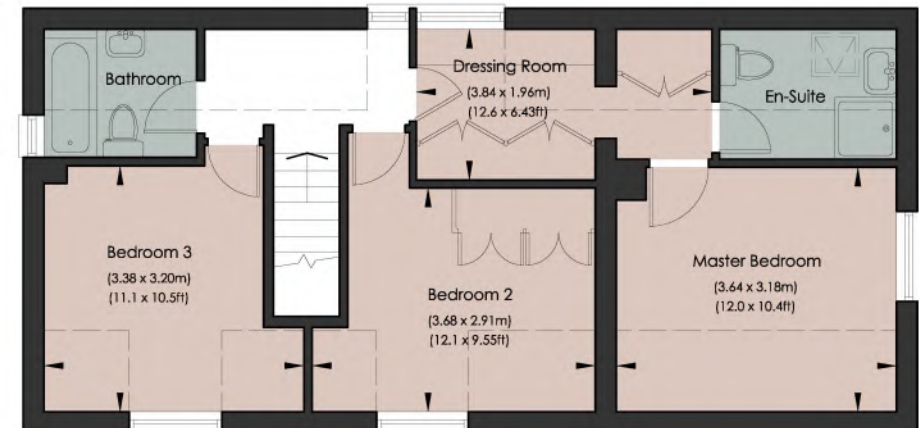 Bathroom
Dressing Room
(3.84 x 1.96m)
(12.6 x 6.43ft)
En-Suite
Bedroom 3
(3.38 x 3.20m)
(11.1 x 10.5ft)
Bedroom 2
(3.68 x 2.91m)
(12.1 x 9.55ft)
Master Bedroom
(3.64 x 3.18m)
(12.0 x 10.4ft)